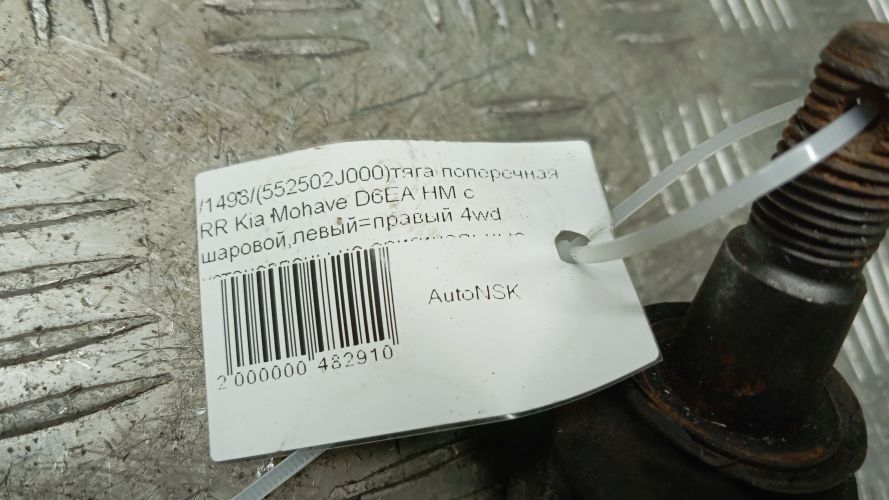 /1498/(552502J000)тяга поперечная
RR Kia Mohave D6EA HM с
шаровой,левый=правый 4wd
AutoNSK
2 000000 482910